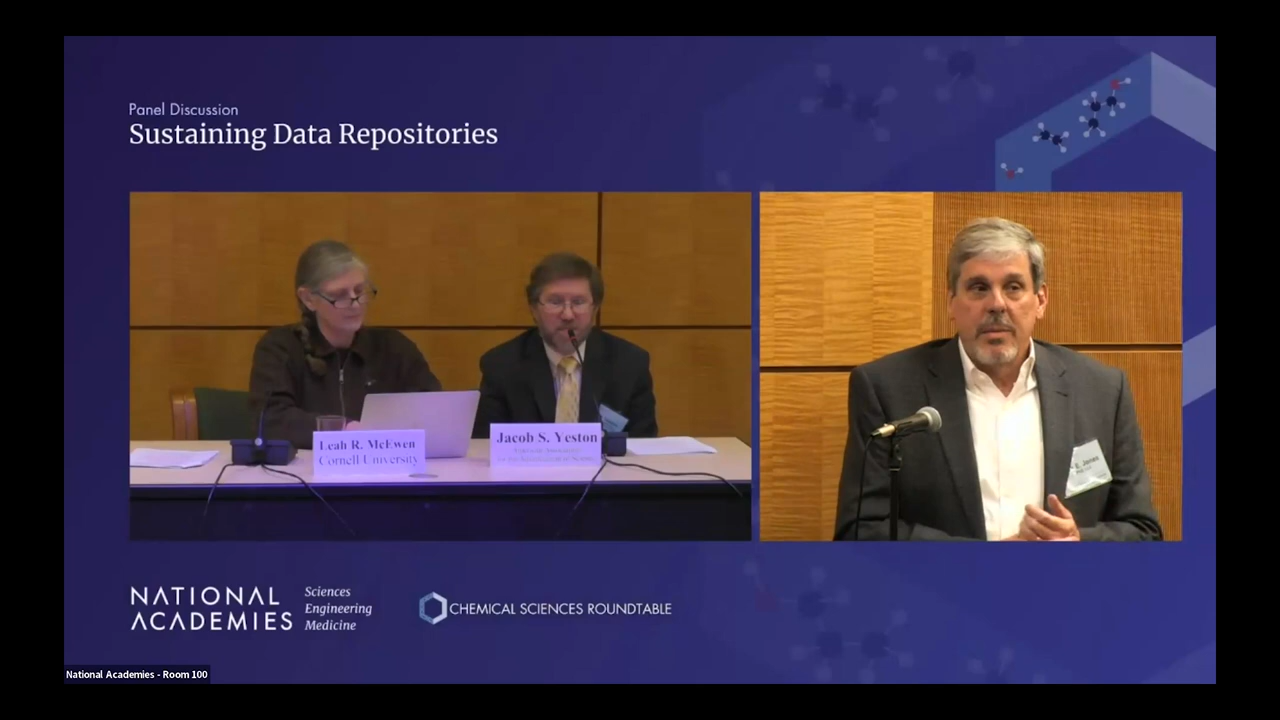 Panel Discussion
Sustaining Data Repositories
Leah R. McEwen
Cornell University
Jacob S. Yeston
Jones
NATIONAL
ACADEMIES
Sciences
Engineering
Medicine
CHEMICAL SCIENCES ROUNDTABLE
National Academies - Room 100